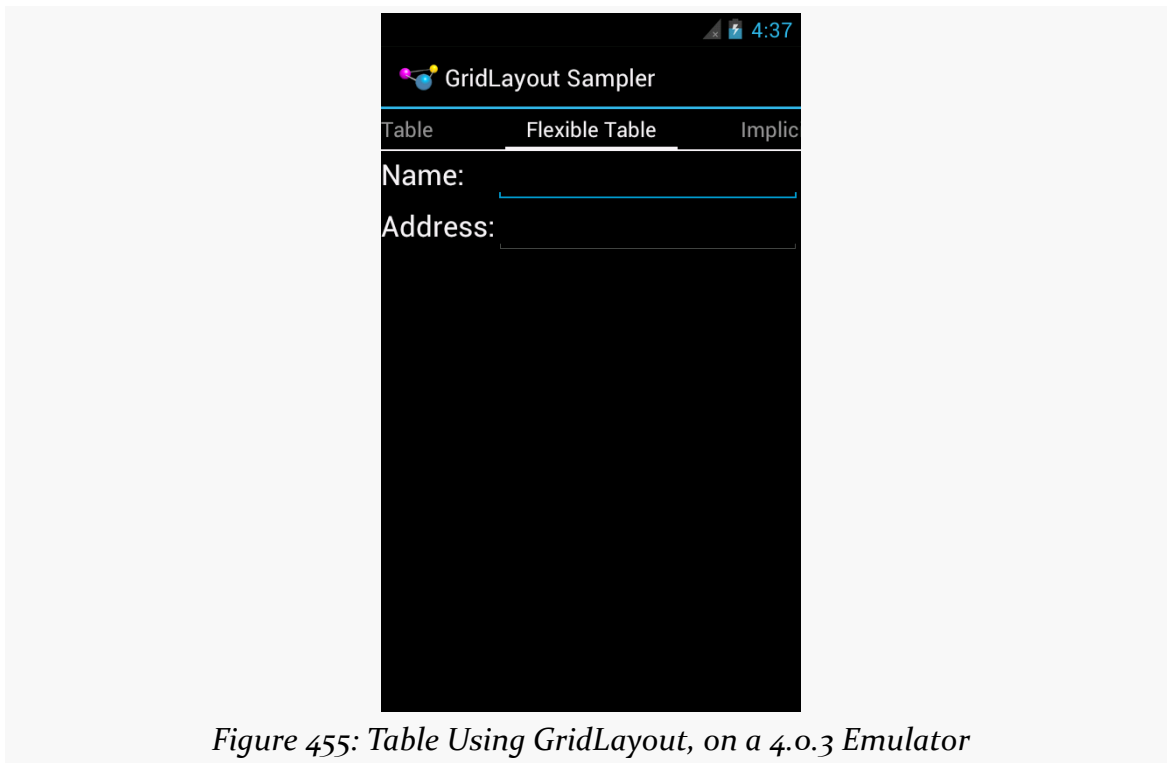 4:37
GridLayout Sampler
Table Flexible Table Implici
Name:
Address:
Figure 455: Table Using GridLayout, on a 4.0.3 Emulator